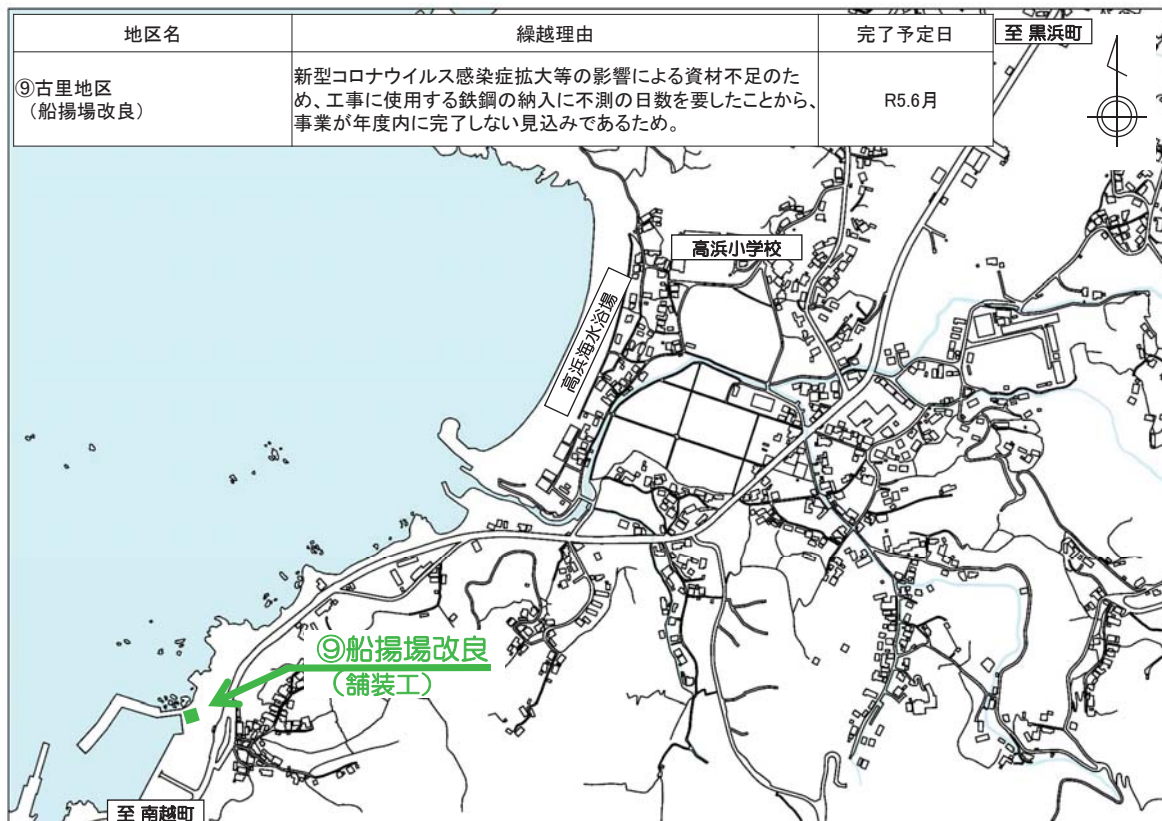 地区名 繰越理由 完了予定日
至 黒浜町
⑨古里地区
（船揚場改良）
新型コロナウイルス感染症拡大等の影響による資材不足のた
め、工事に使用する鉄鋼の納入に不測の日数を要したことから、
事業が年度内に完了しない見込みであるため。
R5.6月
高浜小学校
高浜海水浴場
⑨船揚場改良
（舗装工）
至 南越町